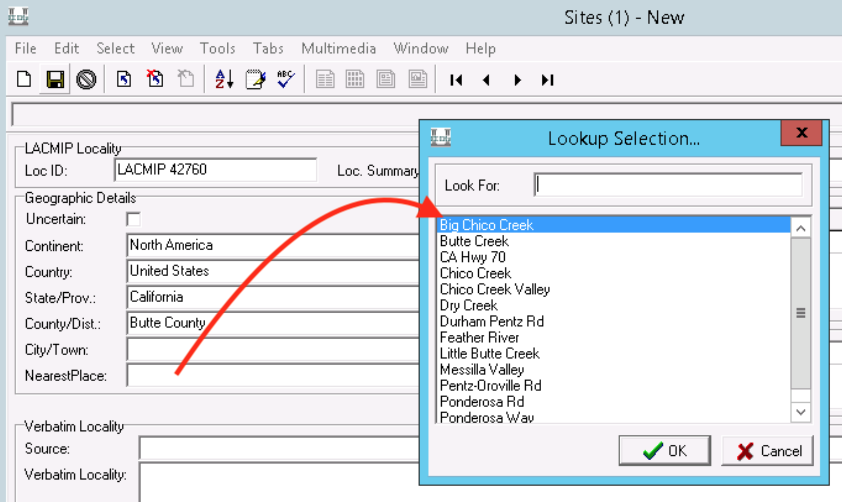 Sites (1) - New
File Edit Select View Tools Tabs Multimedia Window Help
A Z ABC
LACMIP Locality
Loc ID: LACMIP 42760 Loc. Summary
Geographic Details
Uncertain:
Continent: North America
Country: United States
State/Prov.: California
County/Dist.: Butte County
City/Town:
NearestPlace:
Verbatim Locality
Source:
Verbatim Locality:
Lookup Selection...
Look For:
Big Chico Creek
Butte Creek
CA Hwy 70
Chico Creek
Chico Creek Valley
Dry Creek
Durham Pentz Rd
Feather River
Little Butte Creek
Messilla Valley
Pentz-Oroville Rd
Ponderosa Rd
Ponderosa Way
OK Cancel